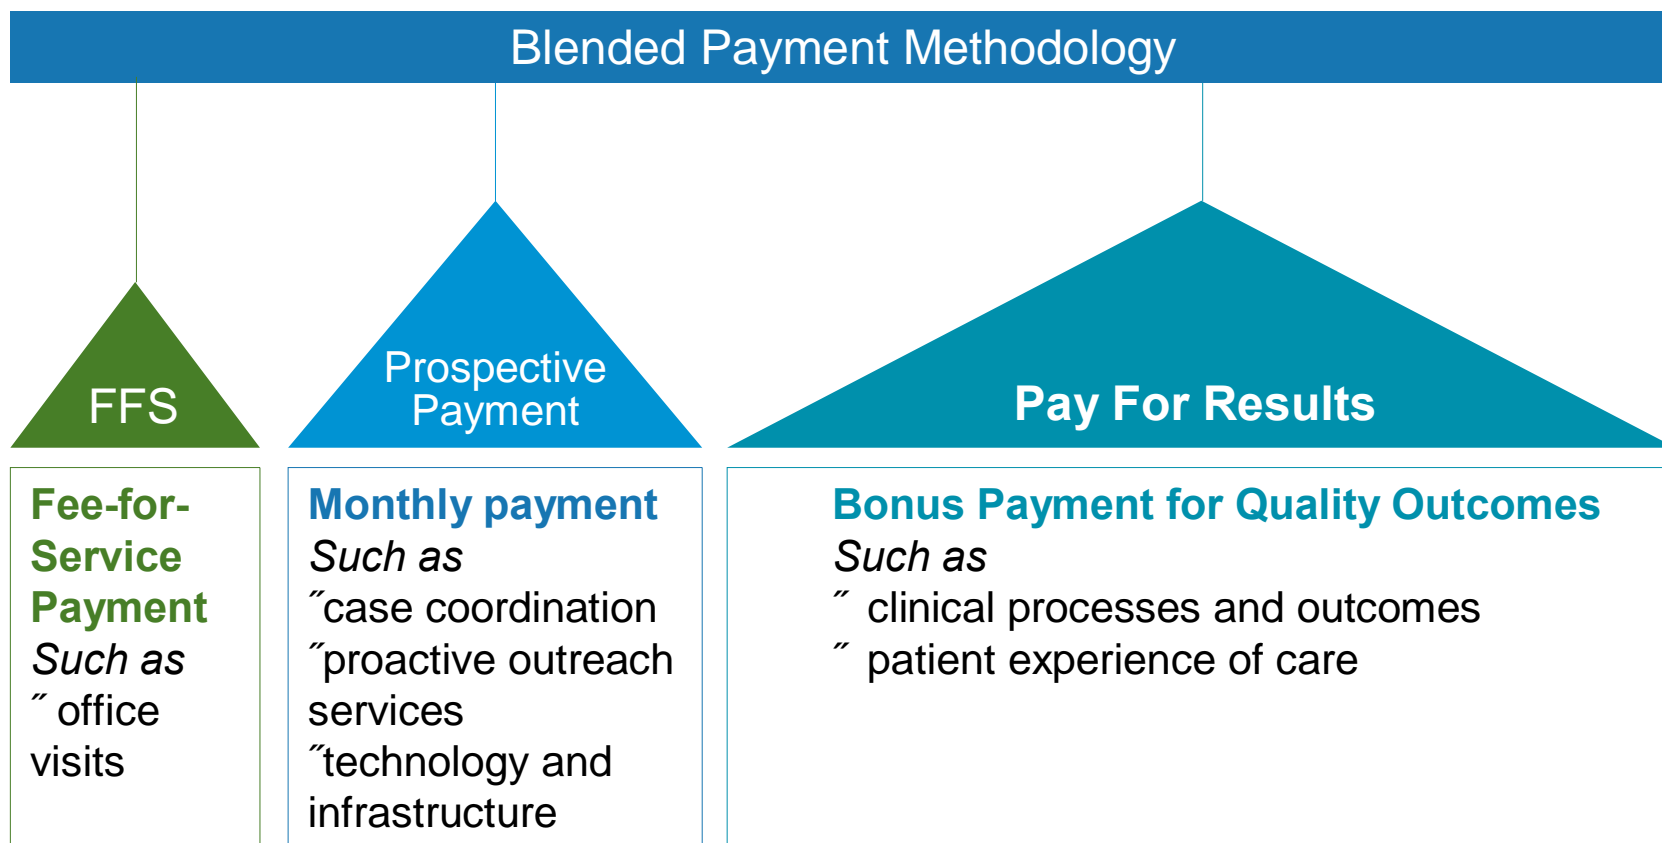 Blended Payment Methodology
FFS
Prospective
Payment
Pay For Results
Fee-for-
Service
Payment
Such as
˝ office
visits
Monthly payment
Such as
˝case coordination
˝proactive outreach
services
˝technology and
infrastructure
Bonus Payment for Quality Outcomes
Such as
˝ clinical processes and outcomes
˝ patient experience of care